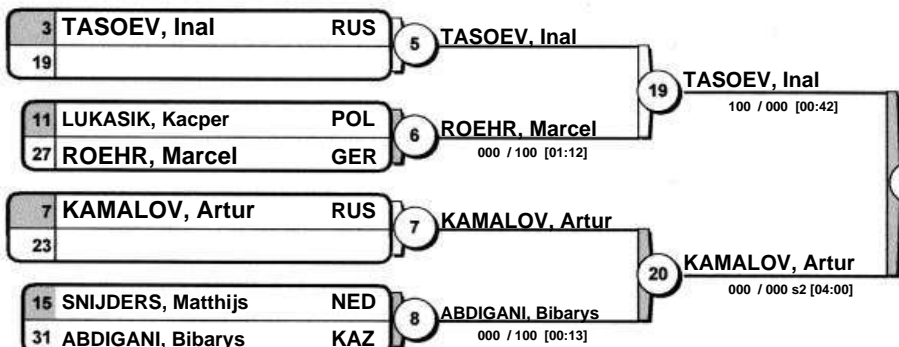 3 TASOEV, Inal RUS
19
5
TASOEV, Inal
11 LUKASIK, Kacper POL
27 ROEHR, Marcel GER
6
ROEHR, Marcel
000 / 100 [01:12]
19
TASOEV, Inal
100 / 000 [00:42]
7 KAMALOV, Artur RUS
23
7
KAMALOV, Artur
15 SNIJDERS, Matthijs NED
31 ABDIGANI, Bibarys KAZ
8
ABDIGANI, Bibarys
000 / 100 [00:13]
20
KAMALOV, Artur
000 / 000 s2 [04:00]